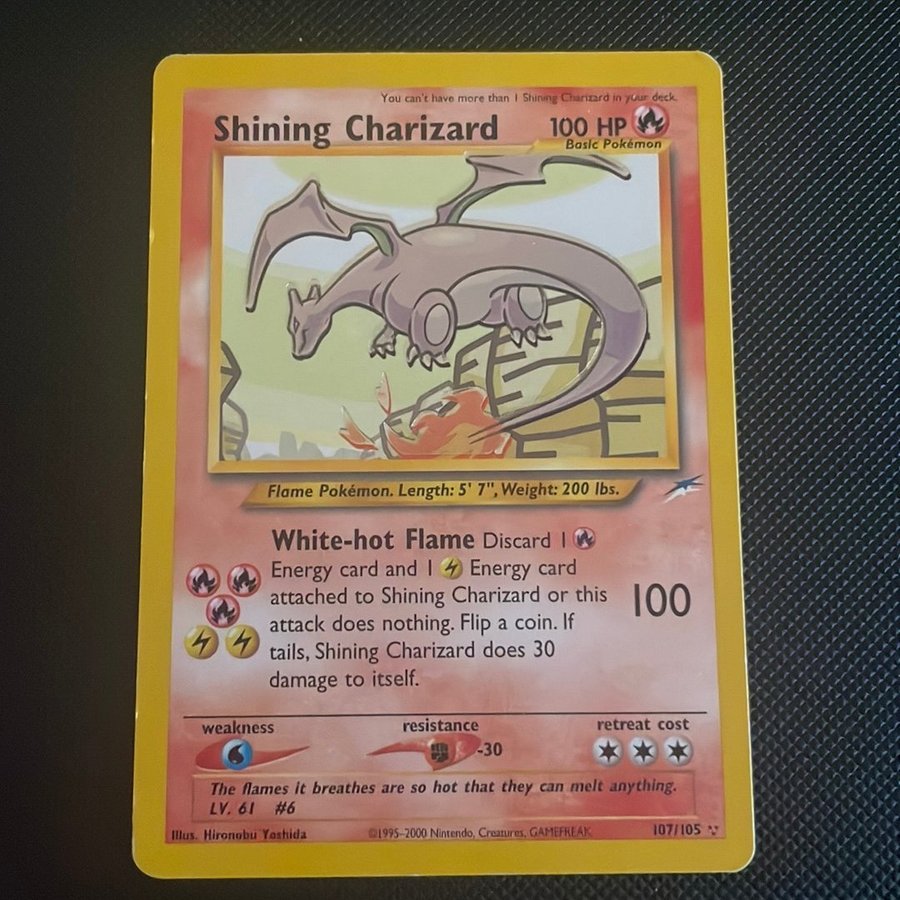 You can't have more than 1 Shining Charizard in your deck.
Shining Charizard 100 HP
Basic Pokémon
Flame Pokémon. Length: 5' 7", Weight: 200 lbs.
White-hot Flame Discard 1
Energy card and 1 Energy card
attached to Shining Charizard or this
attack does nothing. Flip a coin. If
tails, Shining Charizard does 30
damage to itself.
100
weakness resistance retreat cost
-30
The flames it breathes are so hot that they can melt anything.
LV. 61 #6
Illus. Hironobu Yoshida ©1995–2000 Nintendo, Creatures, GAMEFREAK. 107/105